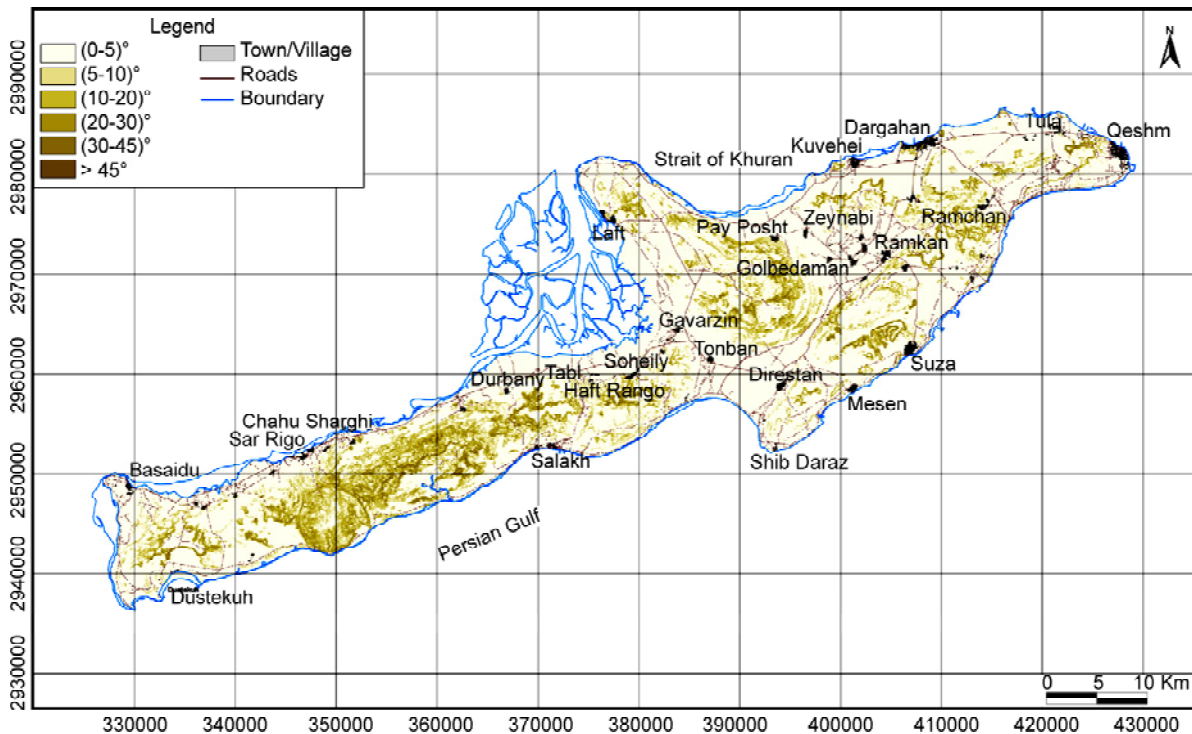 Legend
(0-5)°
(5-10)°
(10-20)°
(20-30)°
(30-45)°
> 45°
Town/Village
Roads
Boundary
N
2990000
2980000
2970000
2960000
2950000
2940000
2930000
Tula
Qeshm
Dargahan
Kuvehei
Strait of Khuran
Laft
Pay Posht
Zeynabi
Ramchan
Ramkan
Golbedaman
Gavarzin
Tonban
Soheily
Suza
Durbany
Tabl
Haft Rango
Direstan
Mesen
Chahu Sharghi
Sar Rigo
Basaidu
Salakh
Shib Daraz
Persian Gulf
Dustekuh
Dustekuh
0 5 10 Km
330000 340000 350000 360000 370000 380000 390000 400000 410000 420000 430000